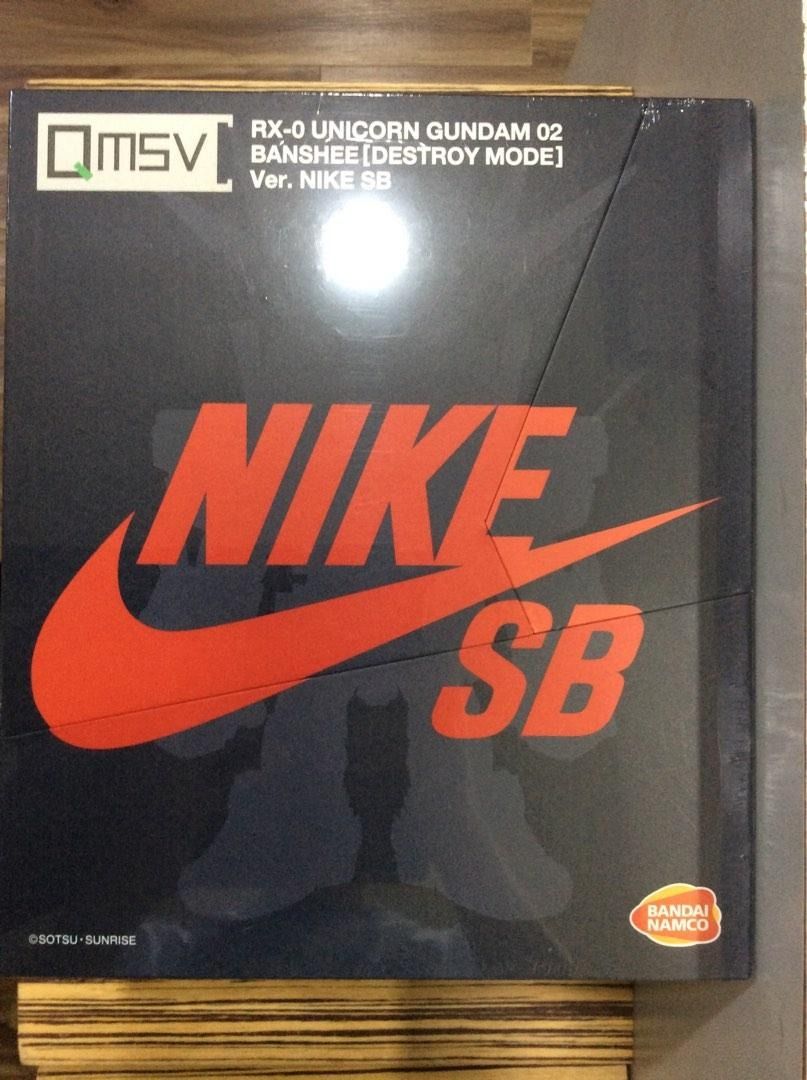 QMSV
RX-0 UNICORN GUNDAM 02
BANSHEE [DESTROY MODE]
Ver. NIKE SB
NIKE
SB
BANDAI
NAMCO
©SOTSU・SUNRISE